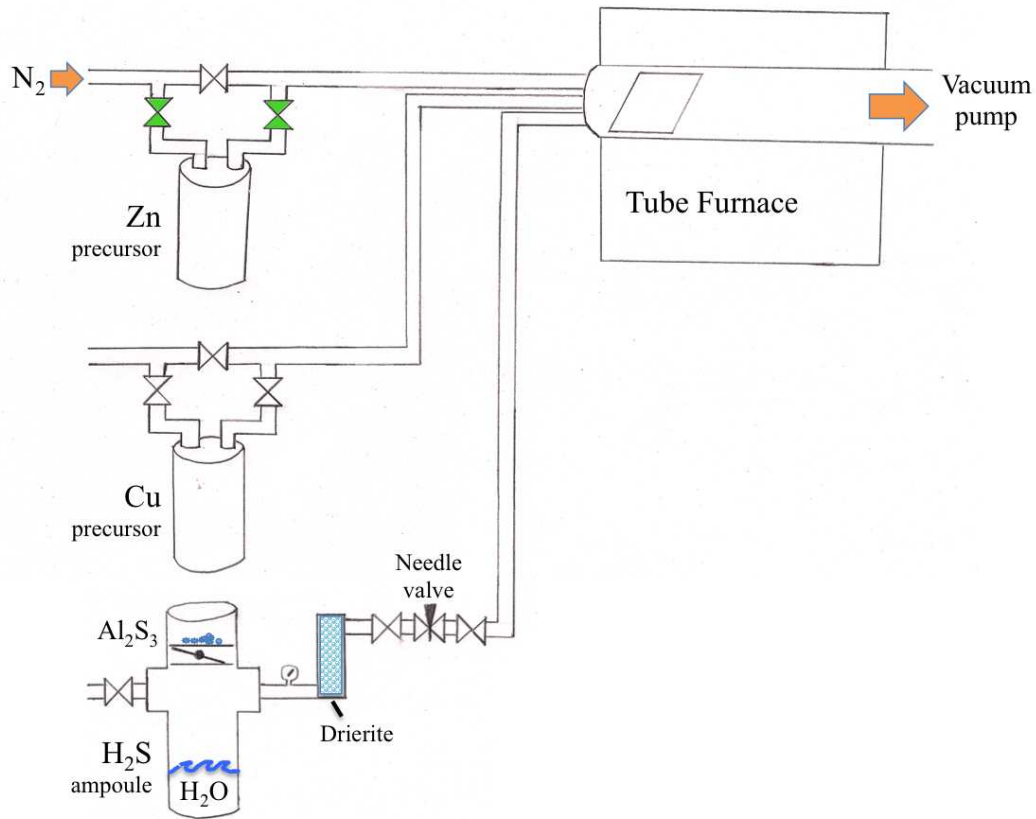 N₂
Vacuum
pump
Zn
precursor
Tube Furnace
Cu
precursor
Needle
valve
Al₂S₃
Drierite
H₂S
ampoule
H₂O